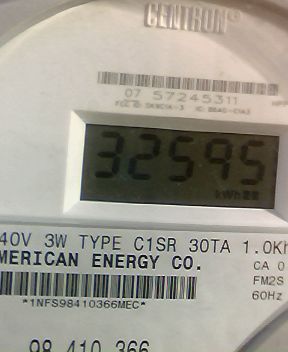 CENTRON®
07 57245311
32595
kWh
40V 3W TYPE C1SR 30TA 1.0Kh
MERICAN ENERGY CO.
CA 0
FM2S
60Hz
*1NFS98410366MEC*
98 410 366